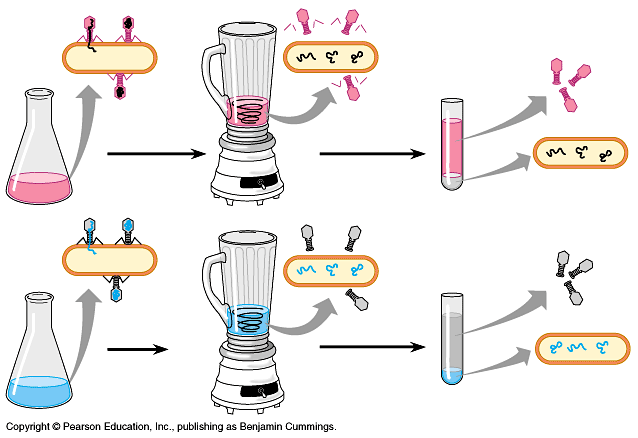 Copyright © Pearson Education, Inc., publishing as Benjamin Cummings.